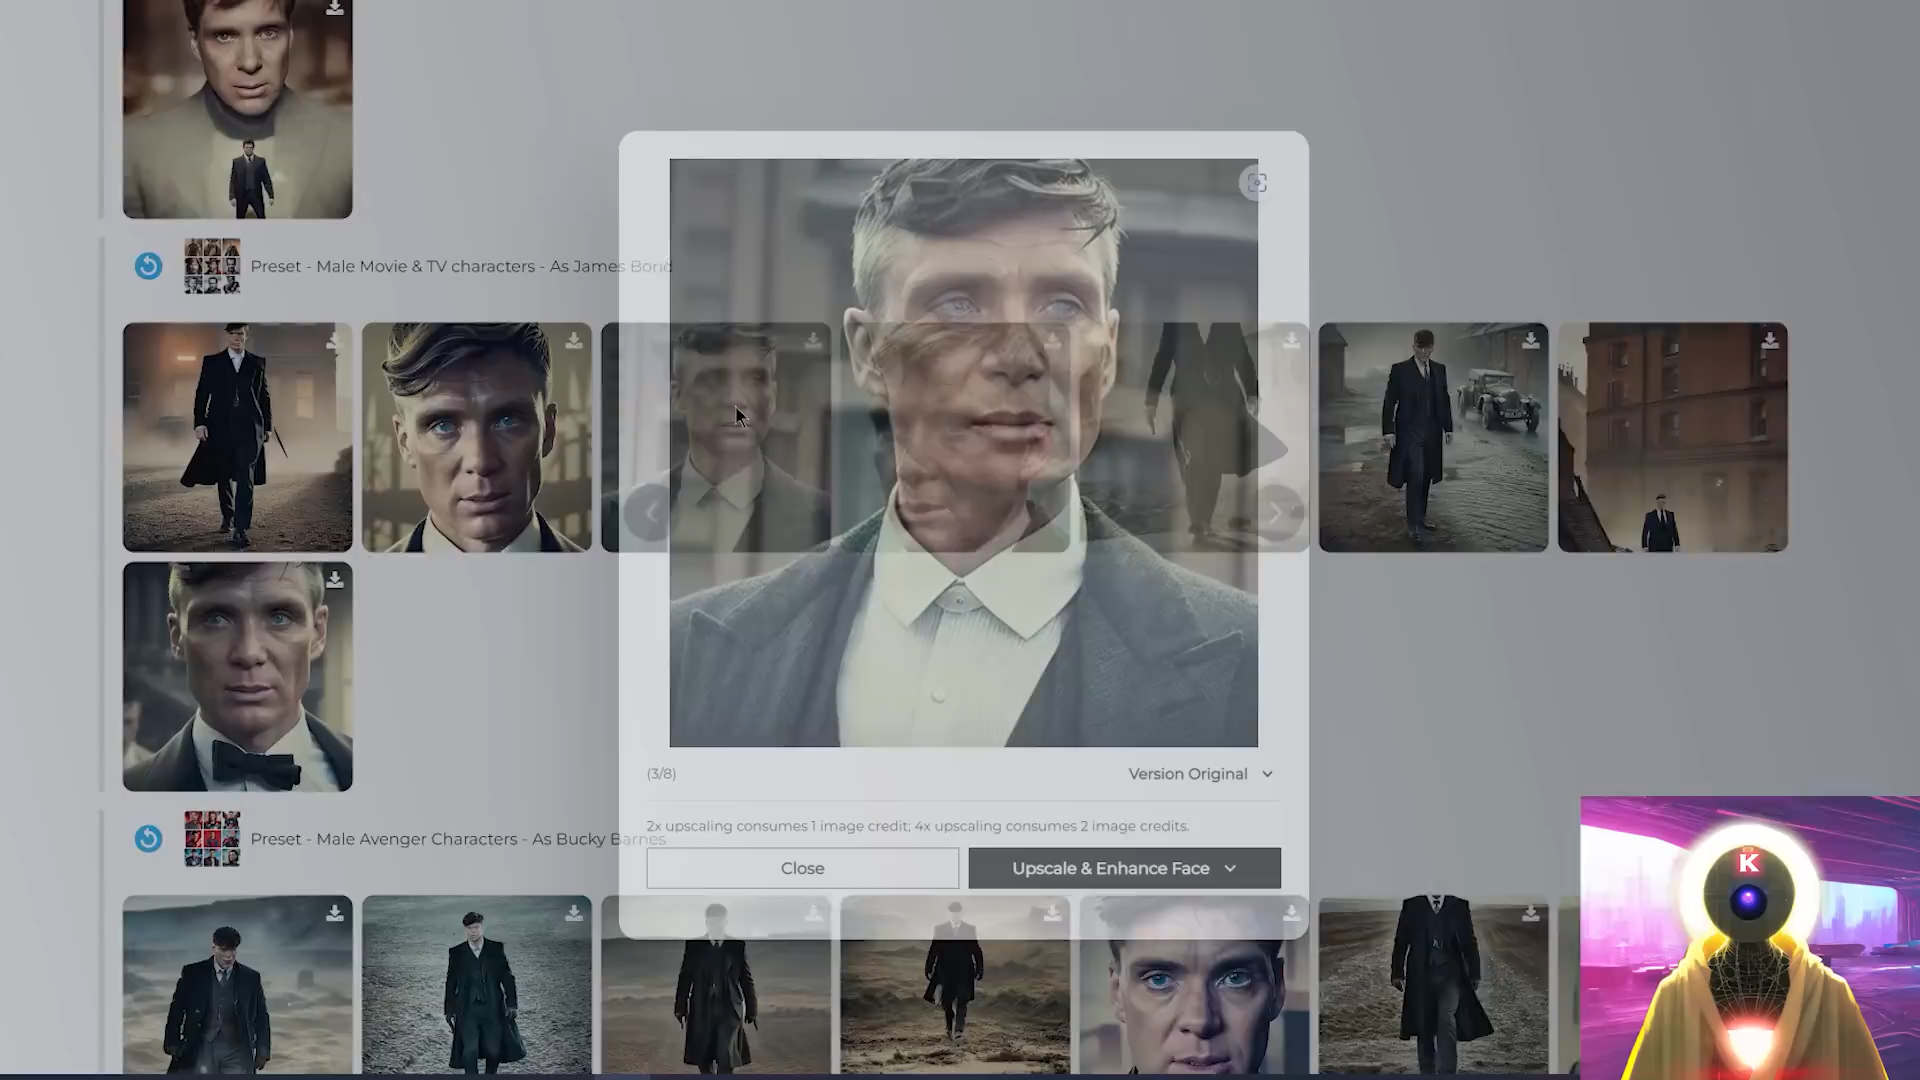 Preset - Male Movie & TV characters - As James Bond
(3/8)
Version Original
2x upscaling consumes 1 image credit; 4x upscaling consumes 2 image credits.
Preset - Male Avenger Characters - As Bucky Barnes
Close
Upscale & Enhance Face
K